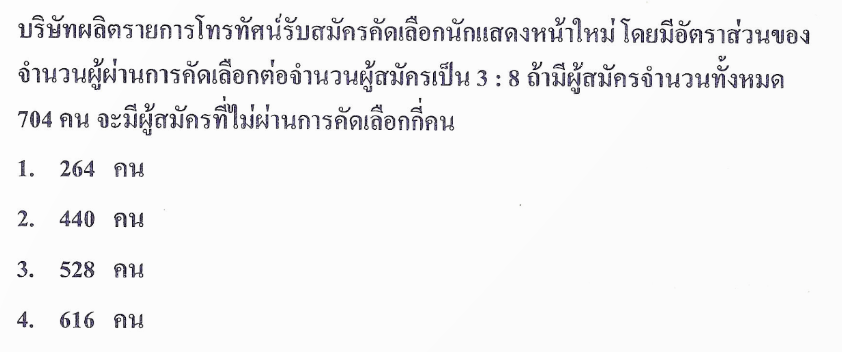 บริษัทผลิตรายการโทรทัศน์รับสมัครคัดเลือกนักแสดงหน้าใหม่ โดยมีอัตราส่วนของ
จำนวนผู้ผ่านการคัดเลือกต่อจำนวนผู้สมัครเป็น 3 : 8 ถ้ามีผู้สมัครจำนวนทั้งหมด
704 คน จะมีผู้สมัครที่ไม่ผ่านการคัดเลือกกี่คน
1. 264 คน
2. 440 คน
3. 528 คน
4. 616 คน